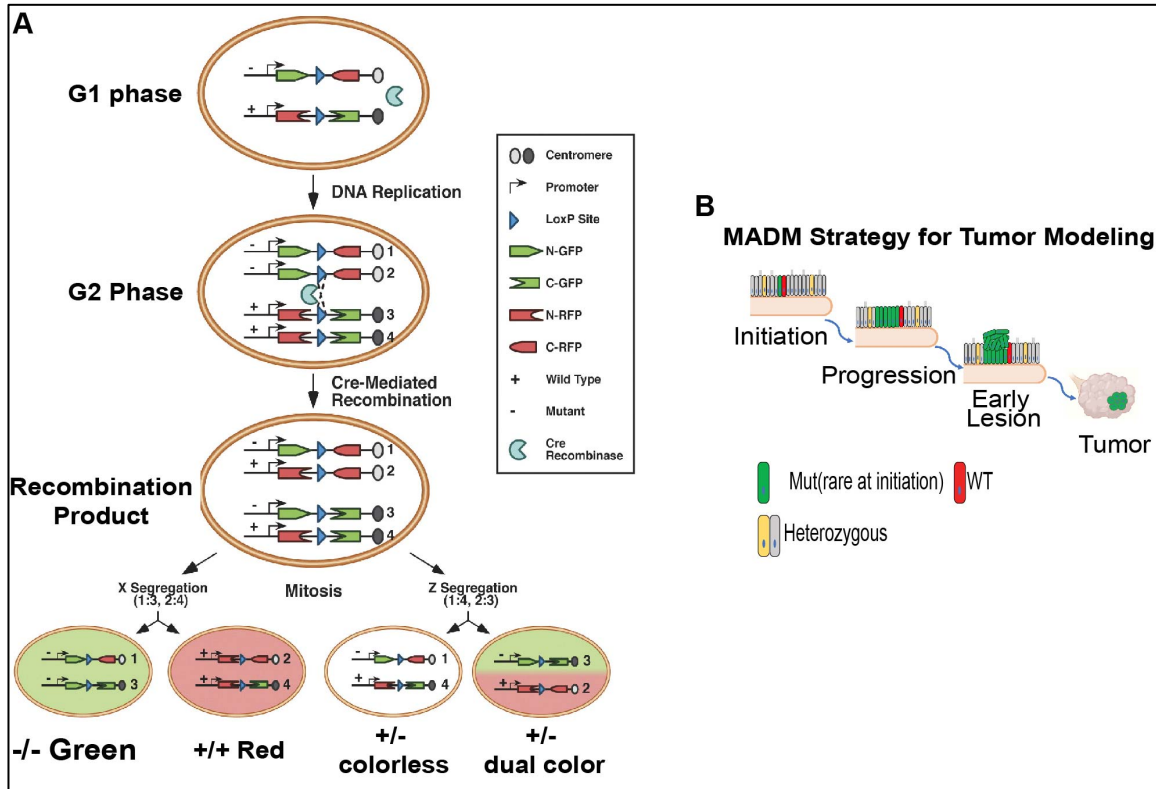 A
G1 phase
-
+
DNA Replication
G2 Phase
- 1
- 2
+ 3
+ 4
Cre-Mediated
Recombination
Recombination
Product
- 1
+ 2
- 3
+ 4
X Segregation
(1:3, 2:4)
Mitosis
Z Segregation
(1:4, 2:3)
- 1
- 3
+ 2
+ 4
- 1
+ 4
- 3
+ 2
-/- Green
+/+ Red
+/-
colorless
+/-
dual color
Centromere
Promoter
LoxP Site
N-GFP
C-GFP
N-RFP
C-RFP
+ Wild Type
- Mutant
Cre
Recombinase
B
MADM Strategy for Tumor Modeling
Initiation
Progression
Early
Lesion
Tumor
Mut(rare at initiation)
WT
Heterozygous